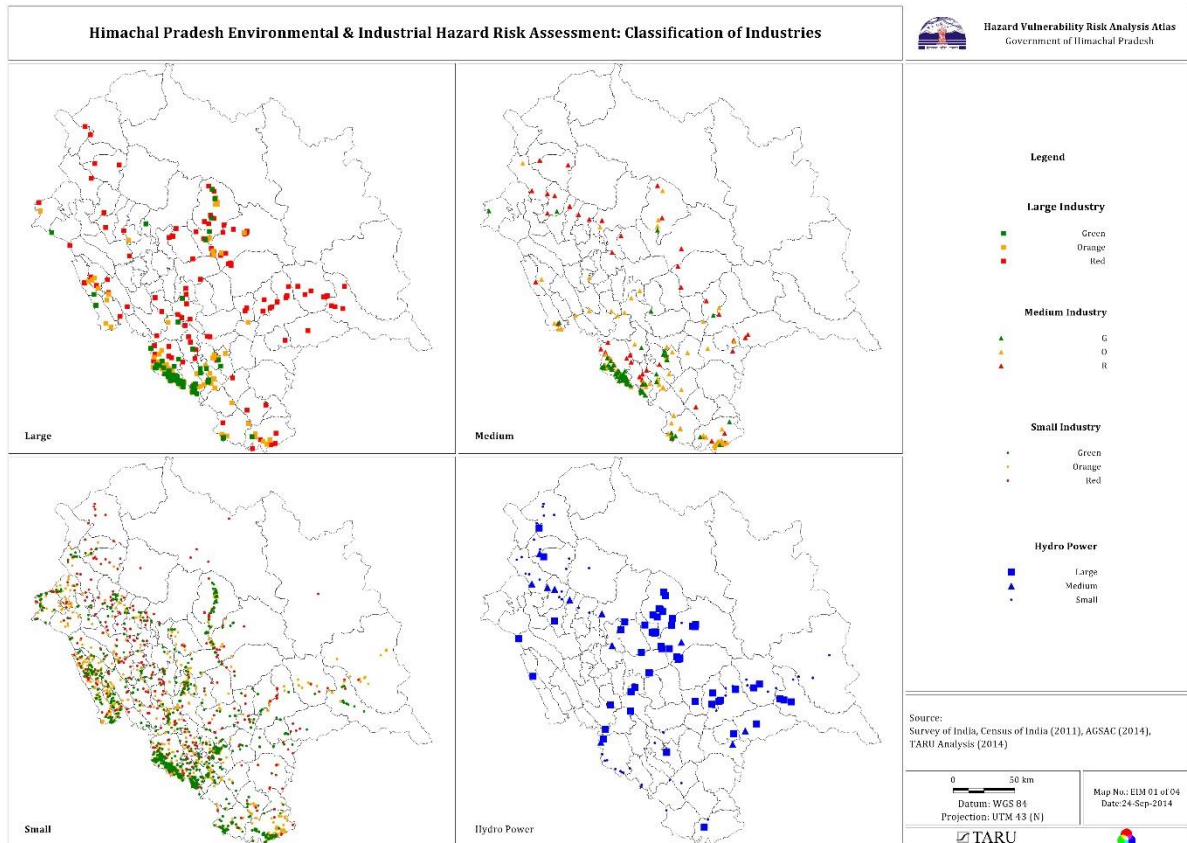 Himachal Pradesh Environmental & Industrial Hazard Risk Assessment: Classification of Industries
Hazard Vulnerability Risk Analysis Atlas
Government of Himachal Pradesh
Large
Medium
Small
Hydro Power
Legend
Large Industry
Green
Orange
Red
Medium Industry
G
O
R
Small Industry
Green
Orange
Red
Hydro Power
Large
Medium
Small
Source:
Survey of India, Census of India (2011), AGSAC (2014),
TARU Analysis (2014)
0 50 km
Datum: WGS 84
Projection: UTM 43 (N)
Map No.: EIM 01 of 04
Date:24-Sep-2014
TARU